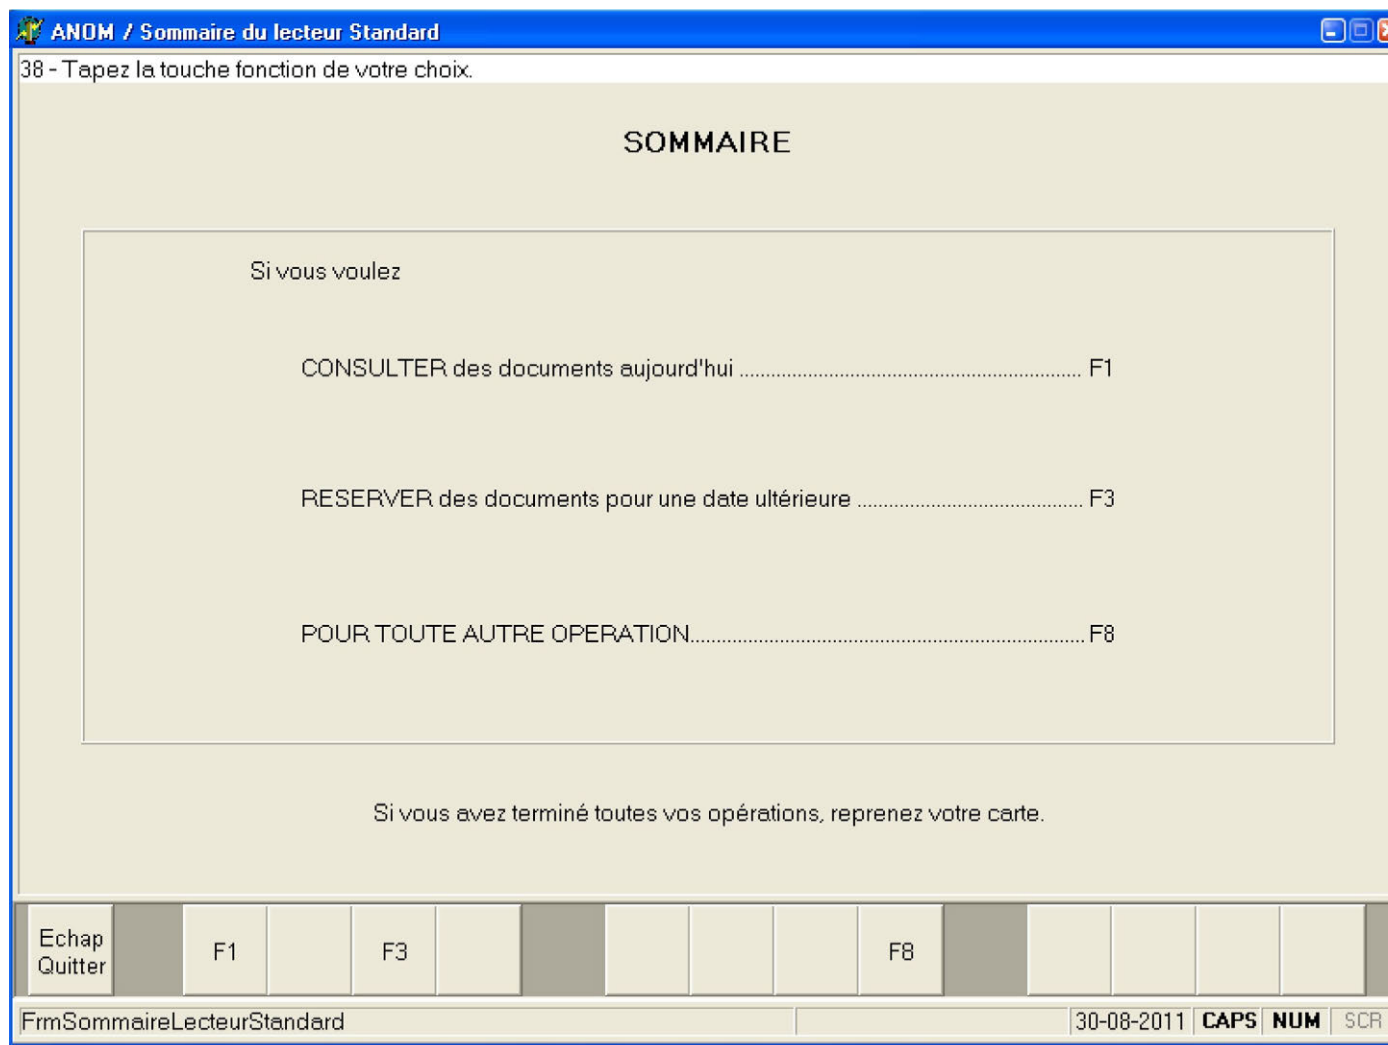 ANOM / Sommaire du lecteur Standard
38 - Tapez la touche fonction de votre choix.
SOMMAIRE
Si vous voulez
CONSULTER des documents aujourd'hui ................................................................. F1
RESERVER des documents pour une date ultérieure ........................................... F3
POUR TOUTE AUTRE OPERATION........................................................................... F8
Si vous avez terminé toutes vos opérations, reprenez votre carte.
Echap
Quitter
F1
F3
F8
FrmSommaireLecteurStandard
30-08-2011
CAPS
NUM
SCR